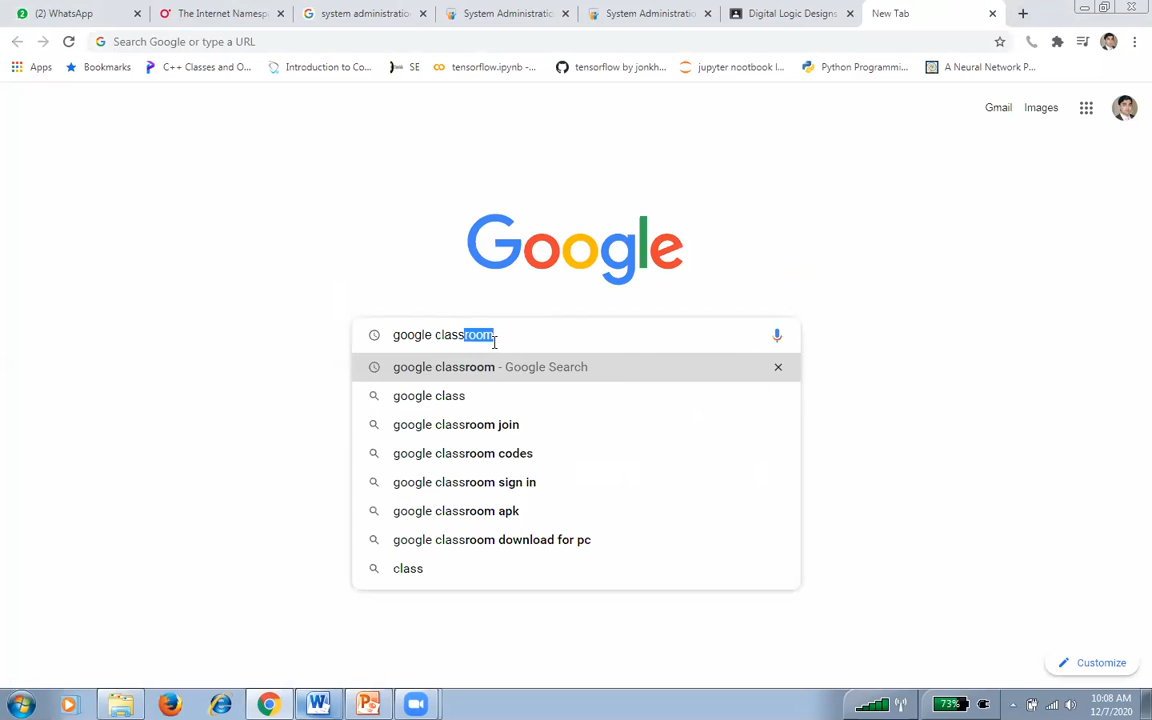 (2) WhatsApp
The Internet Namesp
system administratio
System Administratio
System Administratio
Digital Logic Designs
New Tab
Search Google or type a URL
Apps
Bookmarks
C++ Classes and O...
Introduction to Co...
SE
tensorflow.ipynb -...
tensorflow by jonkh...
jupyter nootbook l...
Python Programmi...
A Neural Network P...
Gmail
Images
Google
google classroom
google classroom - Google Search
google class
google classroom join
google classroom codes
google classroom sign in
google classroom apk
google classroom download for pc
class
Customize
73%
10:08 AM
12/7/2020